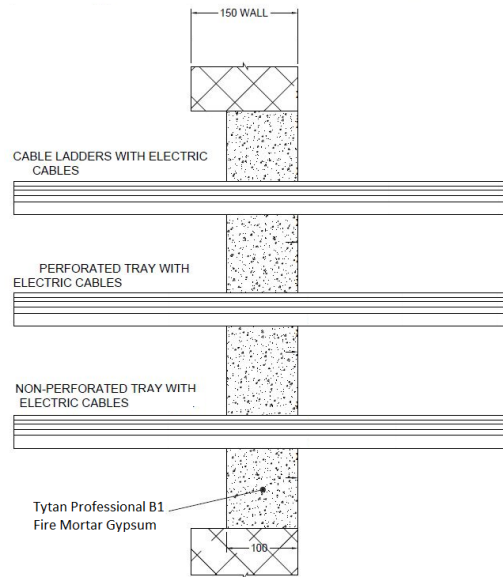 150 WALL
CABLE LADDERS WITH ELECTRIC
CABLES
PERFORATED TRAY WITH
ELECTRIC CABLES
NON-PERFORATED TRAY WITH
ELECTRIC CABLES
Tytan Professional B1
Fire Mortar Gypsum
100